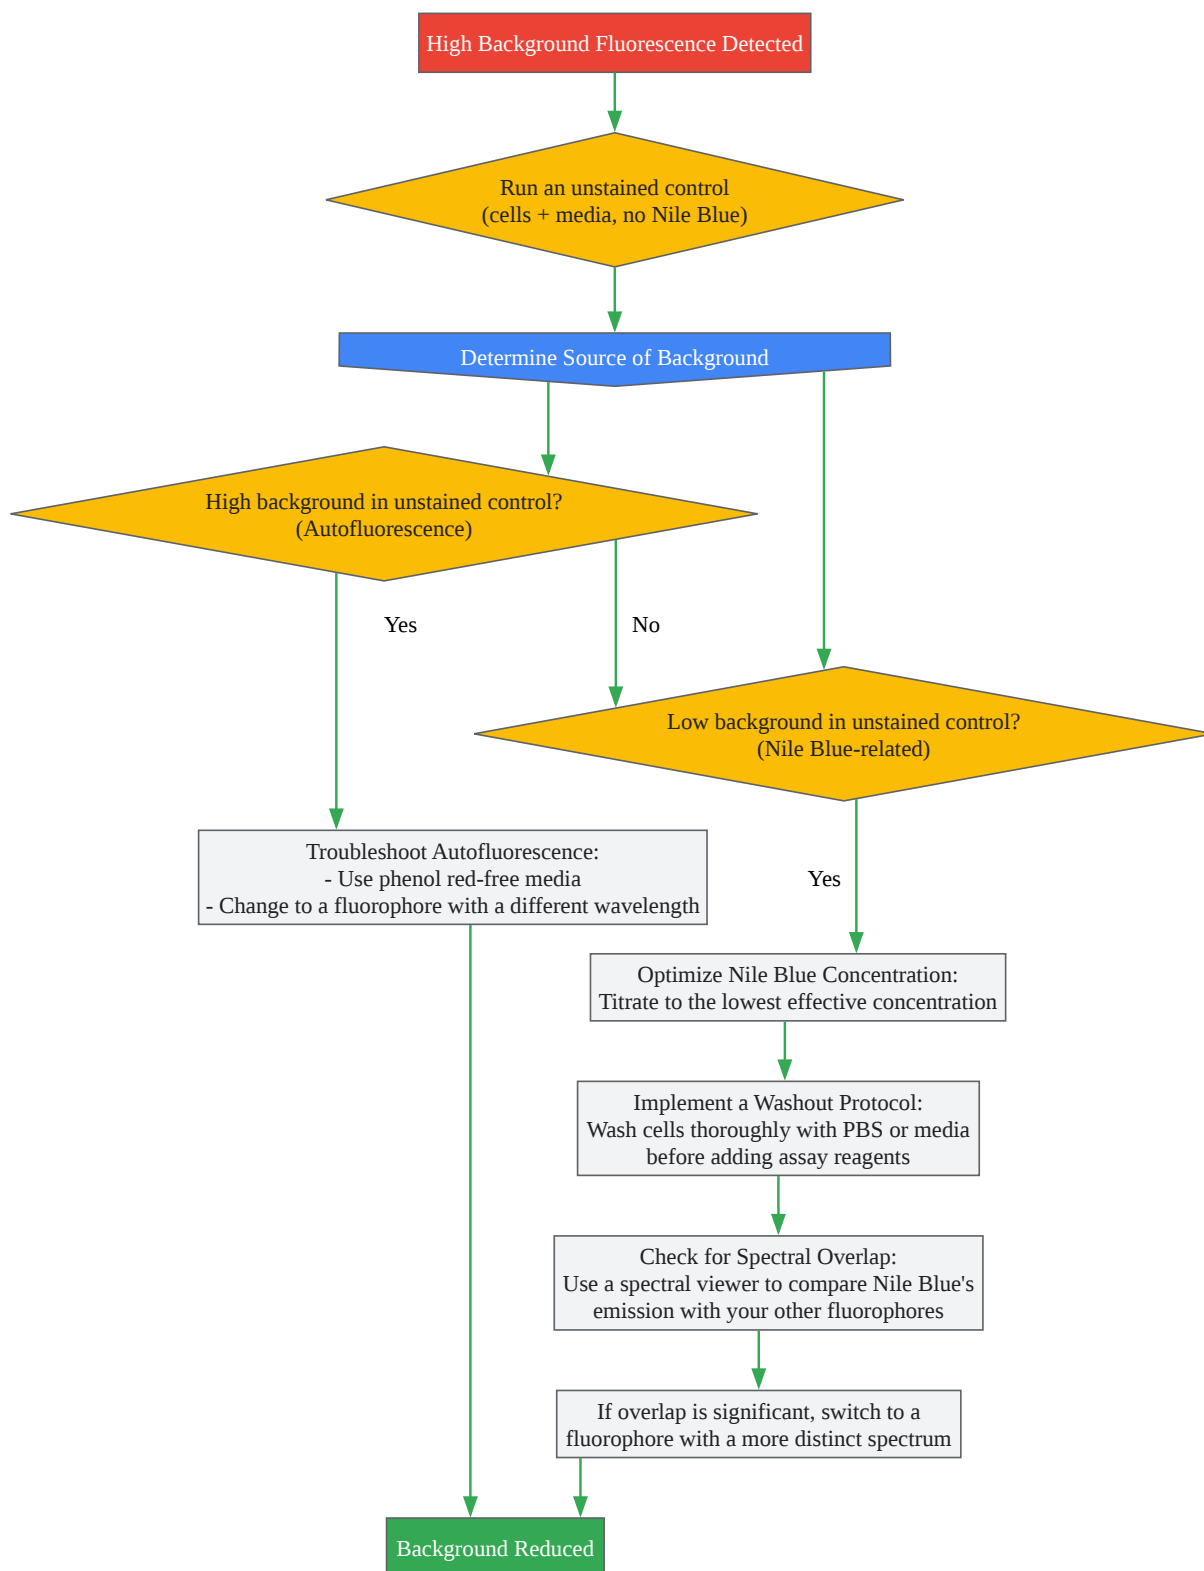 High Background Fluorescence Detected
Run an unstained control
(cells + media, no Nile Blue)
Determine Source of Background
High background in unstained control?
(Autofluorescence)
Yes
No
Low background in unstained control?
(Nile Blue-related)
Troubleshoot Autofluorescence:
- Use phenol red-free media
- Change to a fluorophore with a different wavelength
Yes
Optimize Nile Blue Concentration:
Titrate to the lowest effective concentration
Implement a Washout Protocol:
Wash cells thoroughly with PBS or media
before adding assay reagents
Check for Spectral Overlap:
Use a spectral viewer to compare Nile Blue's
emission with your other fluorophores
If overlap is significant, switch to a
fluorophore with a more distinct spectrum
Background Reduced